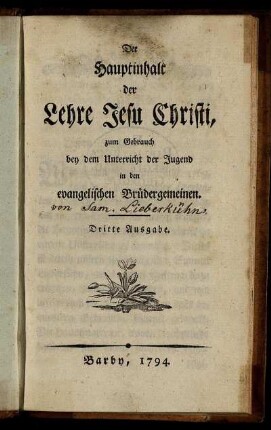 Der
Hauptinhalt
der
Lehre Jesu Christi,
zum Gebrauch
bey dem Unterricht der Jugend
in den
evangelischen Brüdergemeinen.
von Sam. Lieberkühn.
Dritte Ausgabe.
Barby, 1794.